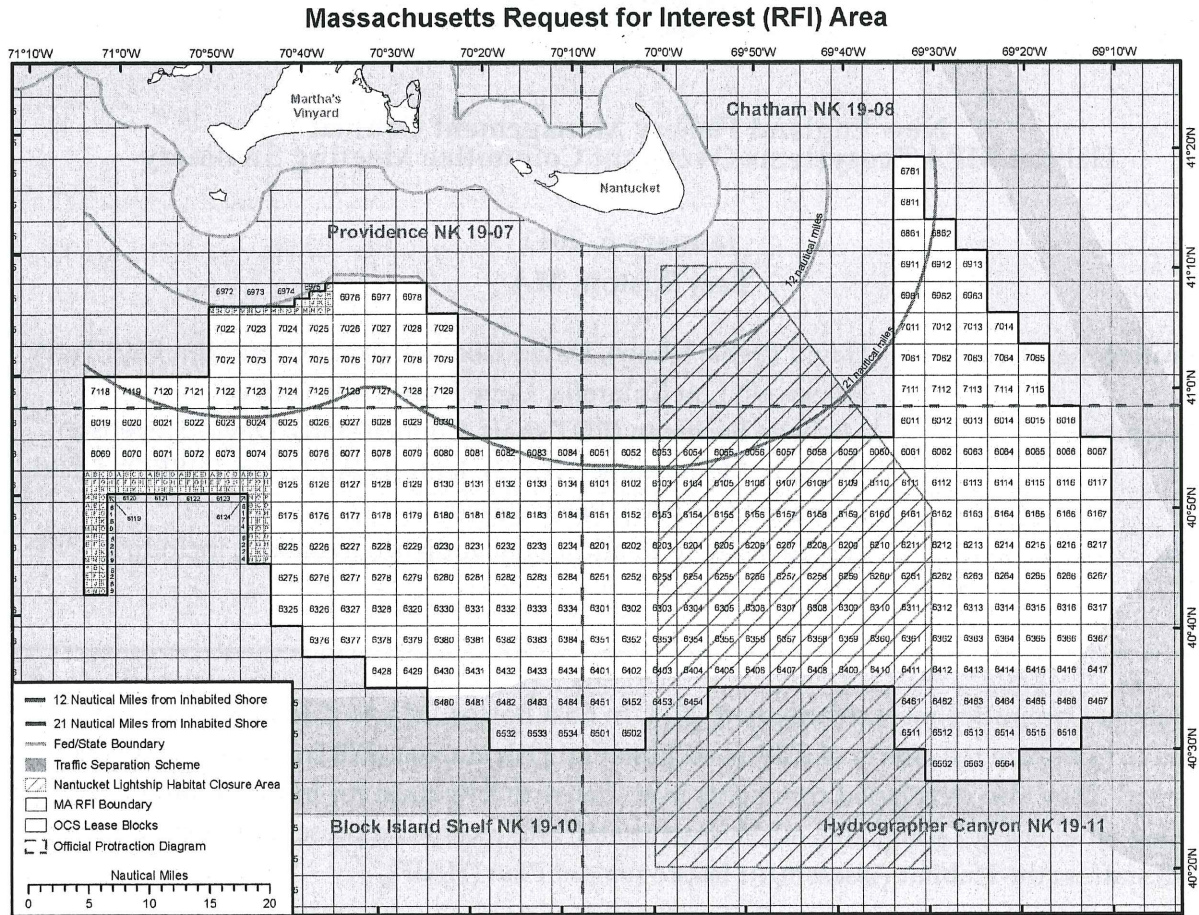 Massachusetts Request for Interest (RFI) Area
71°10'W 71°0'W 70°50'W 70°40'W 70°30'W 70°20'W 70°10'W 70°0'W 69°50'W 69°40'W 69°30'W 69°20'W 69°10'W
Martha's
Vinyard
Chatham NK 19-08
41°20'N
Nantucket
6761
6811
Providence NK 19-07
12 nautical miles
6861 6862
41°10'N
6911 6912 6913
6972 6973 6974
6976 6977 6978
6961 6962 6963
7022 7023 7024 7025 7026 7027 7028 7029
7011 7012 7013 7014
21 nautical miles
7072 7073 7074 7075 7076 7077 7078 7079
7061 7062 7063 7064 7065
41°0'N
7118 7119 7120 7121 7122 7123 7124 7125 7126 7127 7128 7129
7111 7112 7113 7114 7115
6019 6020 6021 6022 6023 6024 6025 6026 6027 6028 6029 6030
6011 6012 6013 6014 6015 6016
6069 6070 6071 6072 6073 6074 6075 6076 6077 6078 6079 6080 6081 6082 6083 6084 6051 6052 6053 6054 6055 6056 6057 6058 6059 6060 6061 6062 6063 6064 6065 6066 6067
6125 6126 6127 6128 6129 6130 6131 6132 6133 6134 6101 6102 6103 6104 6105 6106 6107 6108 6109 6110 6111 6112 6113 6114 6115 6116 6117
6120 6121 6122 6123
40°50'N
6119 6124
6175 6176 6177 6178 6179 6180 6181 6182 6183 6184 6151 6152 6153 6154 6155 6156 6157 6158 6159 6160 6161 6162 6163 6164 6165 6166 6167
6225 6226 6227 6228 6229 6230 6231 6232 6233 6234 6201 6202 6203 6204 6205 6206 6207 6208 6209 6210 6211 6212 6213 6214 6215 6216 6217
6275 6276 6277 6278 6279 6280 6281 6282 6283 6284 6251 6252 6253 6254 6255 6256 6257 6258 6259 6260 6261 6262 6263 6264 6265 6266 6267
6325 6326 6327 6328 6329 6330 6331 6332 6333 6334 6301 6302 6303 6304 6305 6306 6307 6308 6309 6310 6311 6312 6313 6314 6315 6316 6317
40°40'N
6376 6377 6378 6379 6380 6381 6382 6383 6384 6351 6352 6353 6354 6355 6356 6357 6358 6359 6360 6361 6362 6363 6364 6365 6366 6367
6428 6429 6430 6431 6432 6433 6434 6401 6402 6403 6404 6405 6406 6407 6408 6409 6410 6411 6412 6413 6414 6415 6416 6417
6480 6481 6482 6483 6484 6451 6452 6453 6454 6461 6462 6463 6464 6465 6466 6467
6532 6533 6534 6501 6502 6511 6512 6513 6514 6515 6516
40°30'N
6562 6563 6564
12 Nautical Miles from Inhabited Shore
21 Nautical Miles from Inhabited Shore
Fed/State Boundary
Traffic Separation Scheme
Nantucket Lightship Habitat Closure Area
MA RFI Boundary
OCS Lease Blocks
Official Protraction Diagram
Block Island Shelf NK 19-10
Hydrographer Canyon NK 19-11
40°20'N
Nautical Miles
0 5 10 15 20